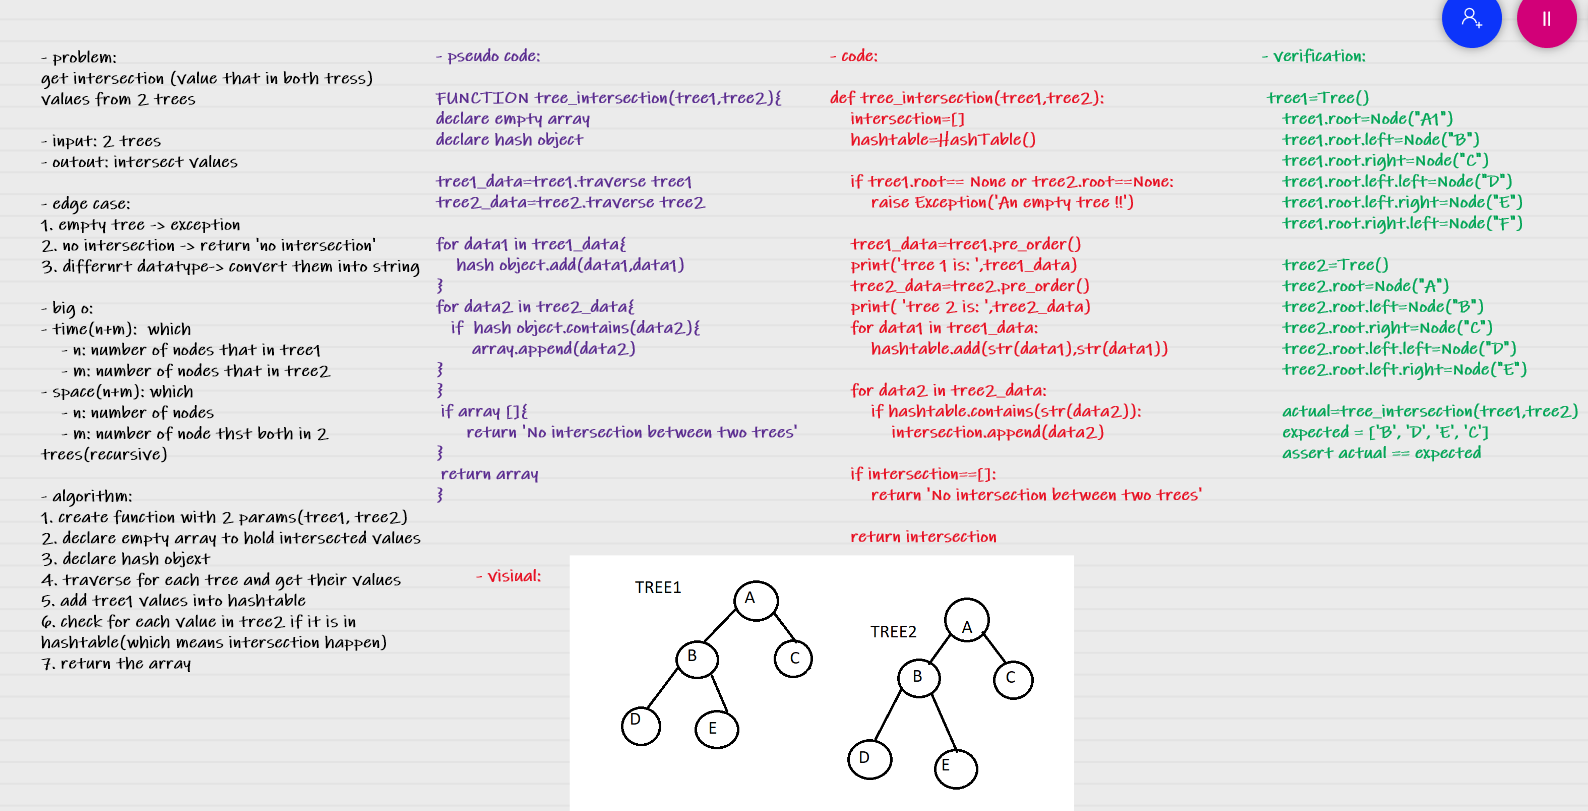 - problem:
get intersection (value that in both tress)
values from 2 trees
- input: 2 trees
- outout: intersect values
- edge case:
1. empty tree -> exception
2. no intersection -> return 'no intersection'
3. differnrt datatype-> convert them into string
- big o:
- time(n+m): which
- n: number of nodes that in tree1
- m: number of nodes that in tree2
- space(n+m): which
- n: number of nodes
- m: number of node thst both in 2
trees(recursive)
- algorithm:
1. create function with 2 params(tree1, tree2)
2. declare empty array to hold intersected values
3. declare hash objext
4. traverse for each tree and get their values
5. add tree1 values into hashtable
6. check for each value in tree2 if it is in
hashtable(which means intersection happen)
7. return the array
- pseudo code:
FUNCTION tree_intersection(tree1,tree2){
declare empty array
declare hash object
tree1_data=tree1.traverse tree1
tree2_data=tree2.traverse tree2
for data1 in tree1_data{
hash object.add(data1,data1)
}
for data2 in tree2_data{
if hash object.contains(data2){
array.append(data2)
}
}
if array []{
return 'No intersection between two trees'
}
return array
}
- code:
def tree_intersection(tree1,tree2):
intersection=[]
hashtable=HashTable()
if tree1.root== None or tree2.root==None:
raise Exception('An empty tree !!')
tree1_data=tree1.pre_order()
print('tree 1 is: ',tree1_data)
tree2_data=tree2.pre_order()
print( 'tree 2 is: ',tree2_data)
for data1 in tree1_data:
hashtable.add(str(data1),str(data1))
for data2 in tree2_data:
if hashtable.contains(str(data2)):
intersection.append(data2)
if intersection==[]:
return 'No intersection between two trees'
return intersection
- verification:
tree1=Tree()
tree1.root=Node("A1")
tree1.root.left=Node("B")
tree1.root.right=Node("C")
tree1.root.left.left=Node("D")
tree1.root.left.right=Node("E")
tree1.root.right.left=Node("F")
tree2=Tree()
tree2.root=Node("A")
tree2.root.left=Node("B")
tree2.root.right=Node("C")
tree2.root.left.left=Node("D")
tree2.root.left.right=Node("E")
actual=tree_intersection(tree1,tree2)
expected = ['B', 'D', 'E', 'C']
assert actual == expected
- visiual:
TREE1
A
B
C
D
E
TREE2
A
B
C
D
E